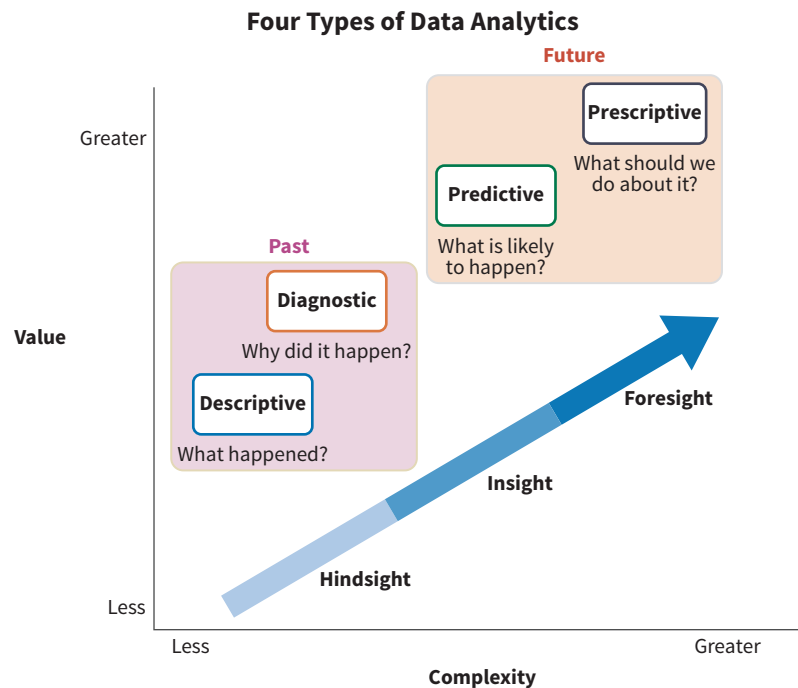 Four Types of Data Analytics
Future
Prescriptive
Greater
What should we
do about it?
Predictive
What is likely
to happen?
Past
Diagnostic
Value
Why did it happen?
Descriptive
Foresight
What happened?
Insight
Hindsight
Less
Less
Greater
Complexity